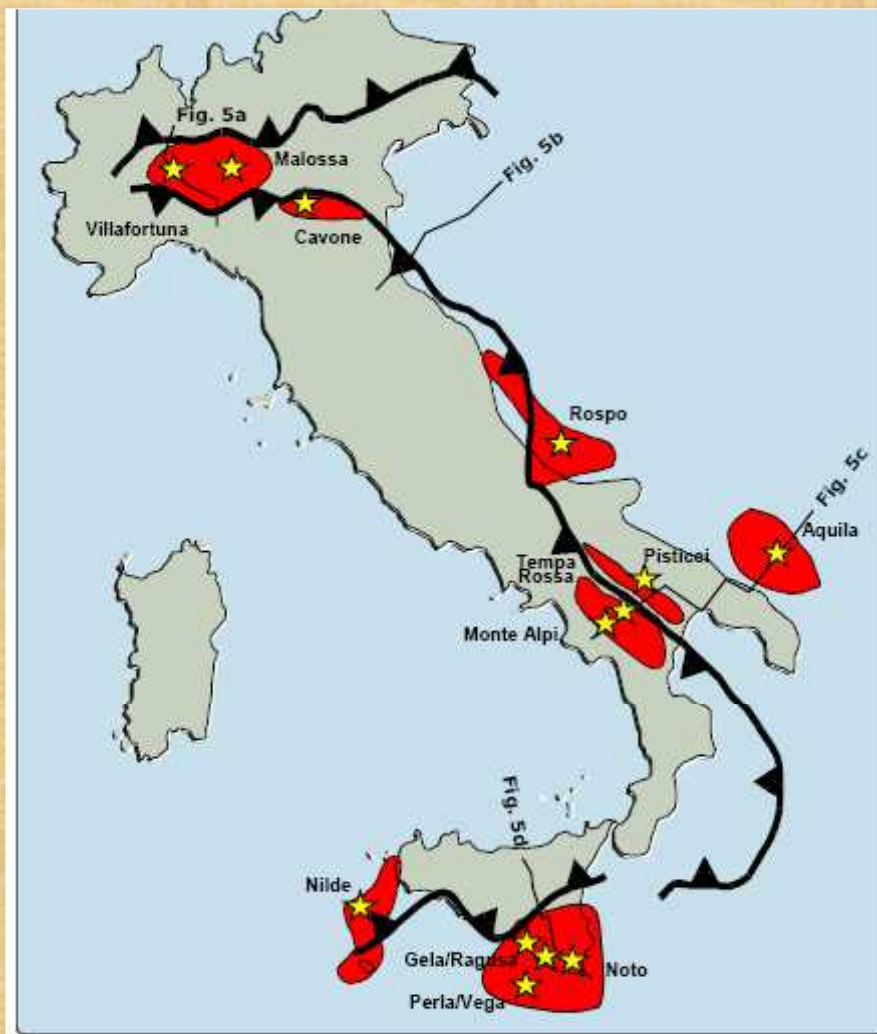 Fig. 5a
Malossa
Fig. 5b
Villafortuna
Cavone
Rospo
Fig. 5c
Aquila
Tempa
Rossa
Pisticci
Monte Alpi
Fig. 5d
Nilde
Gela/Ragusa
Noto
Perla/Vega